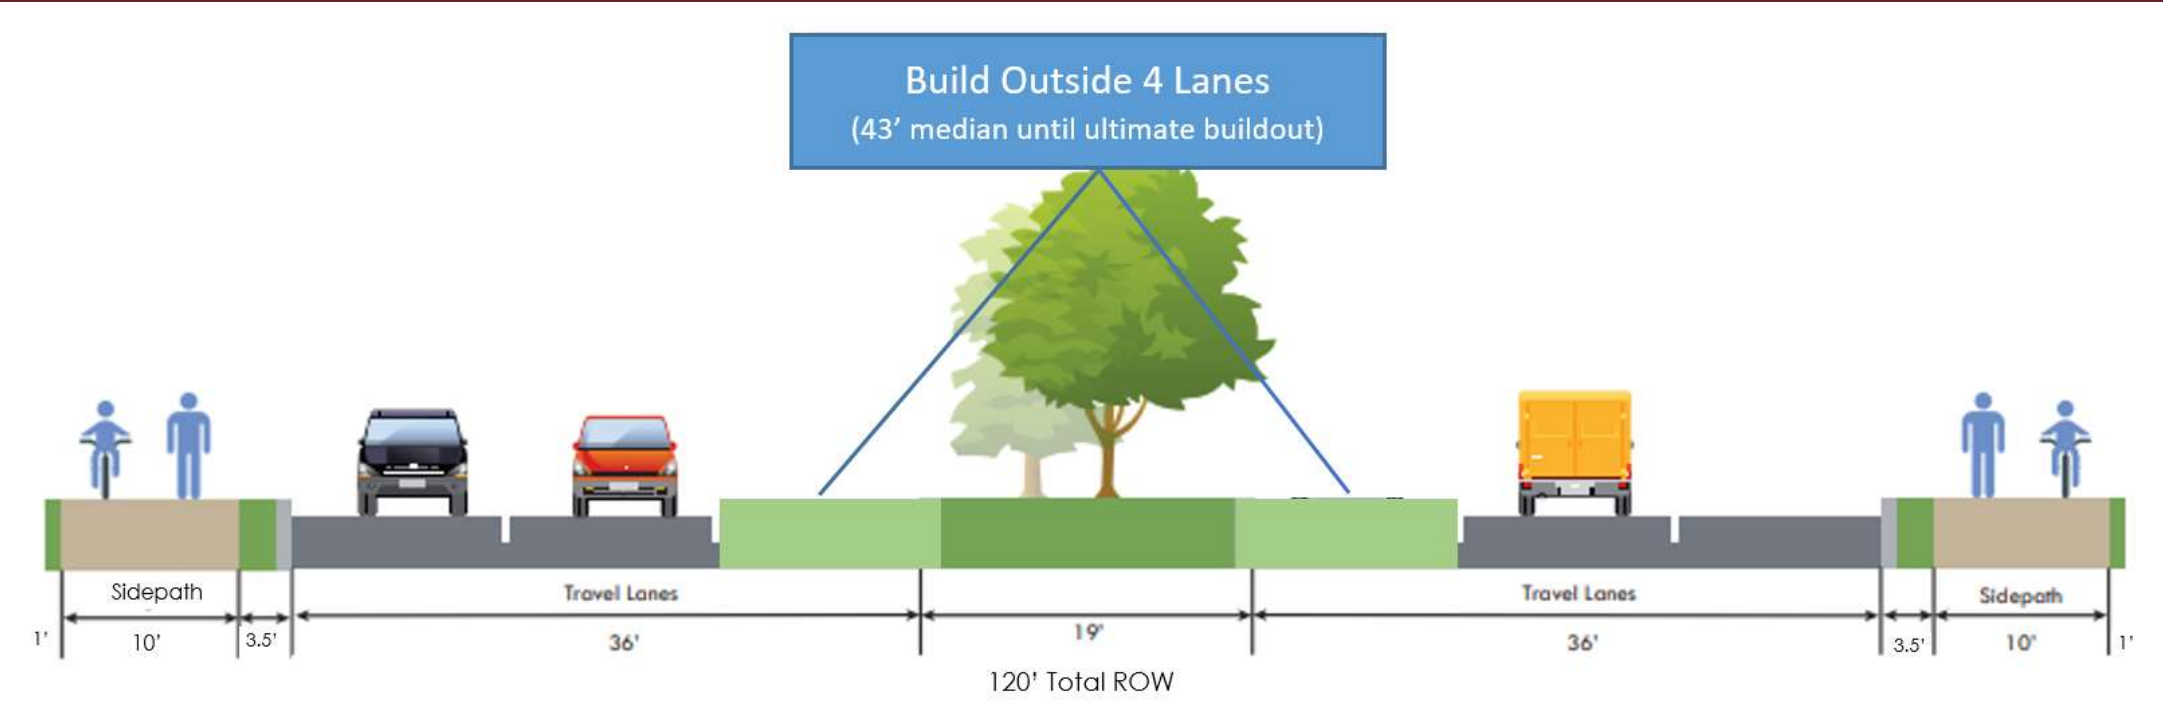 Build Outside 4 Lanes
(43’ median until ultimate buildout)
Sidepath
Travel Lanes
Travel Lanes
Sidepath
1’
10’
3.5’
36'
19'
36'
3.5’
10'
1’
120’ Total ROW